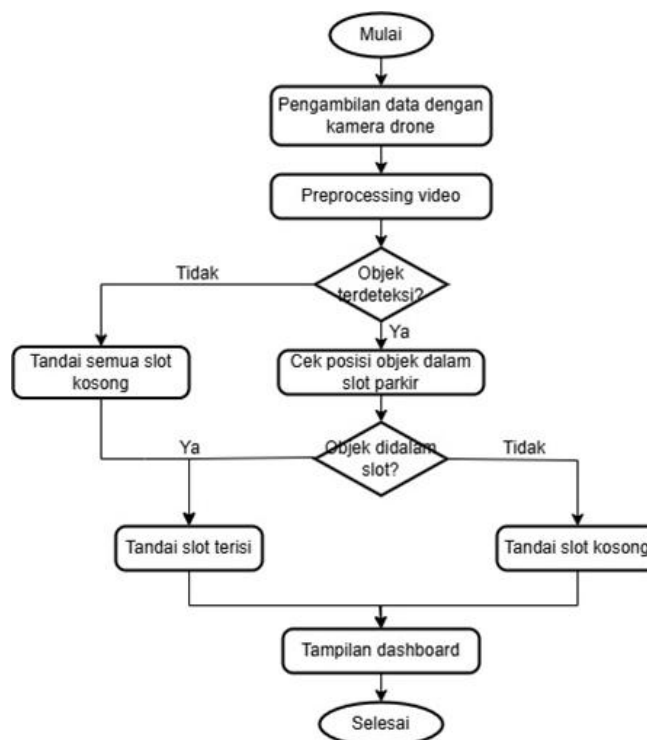 Mulai
Pengambilan data dengan
kamera drone
Preprocessing video
Tidak
Objek
terdeteksi?
Ya
Tandai semua slot
kosong
Cek posisi objek dalam
slot parkir
Ya
Objek didalam
slot?
Tidak
Tandai slot terisi
Tandai slot kosong
Tampilan dashboard
Selesai